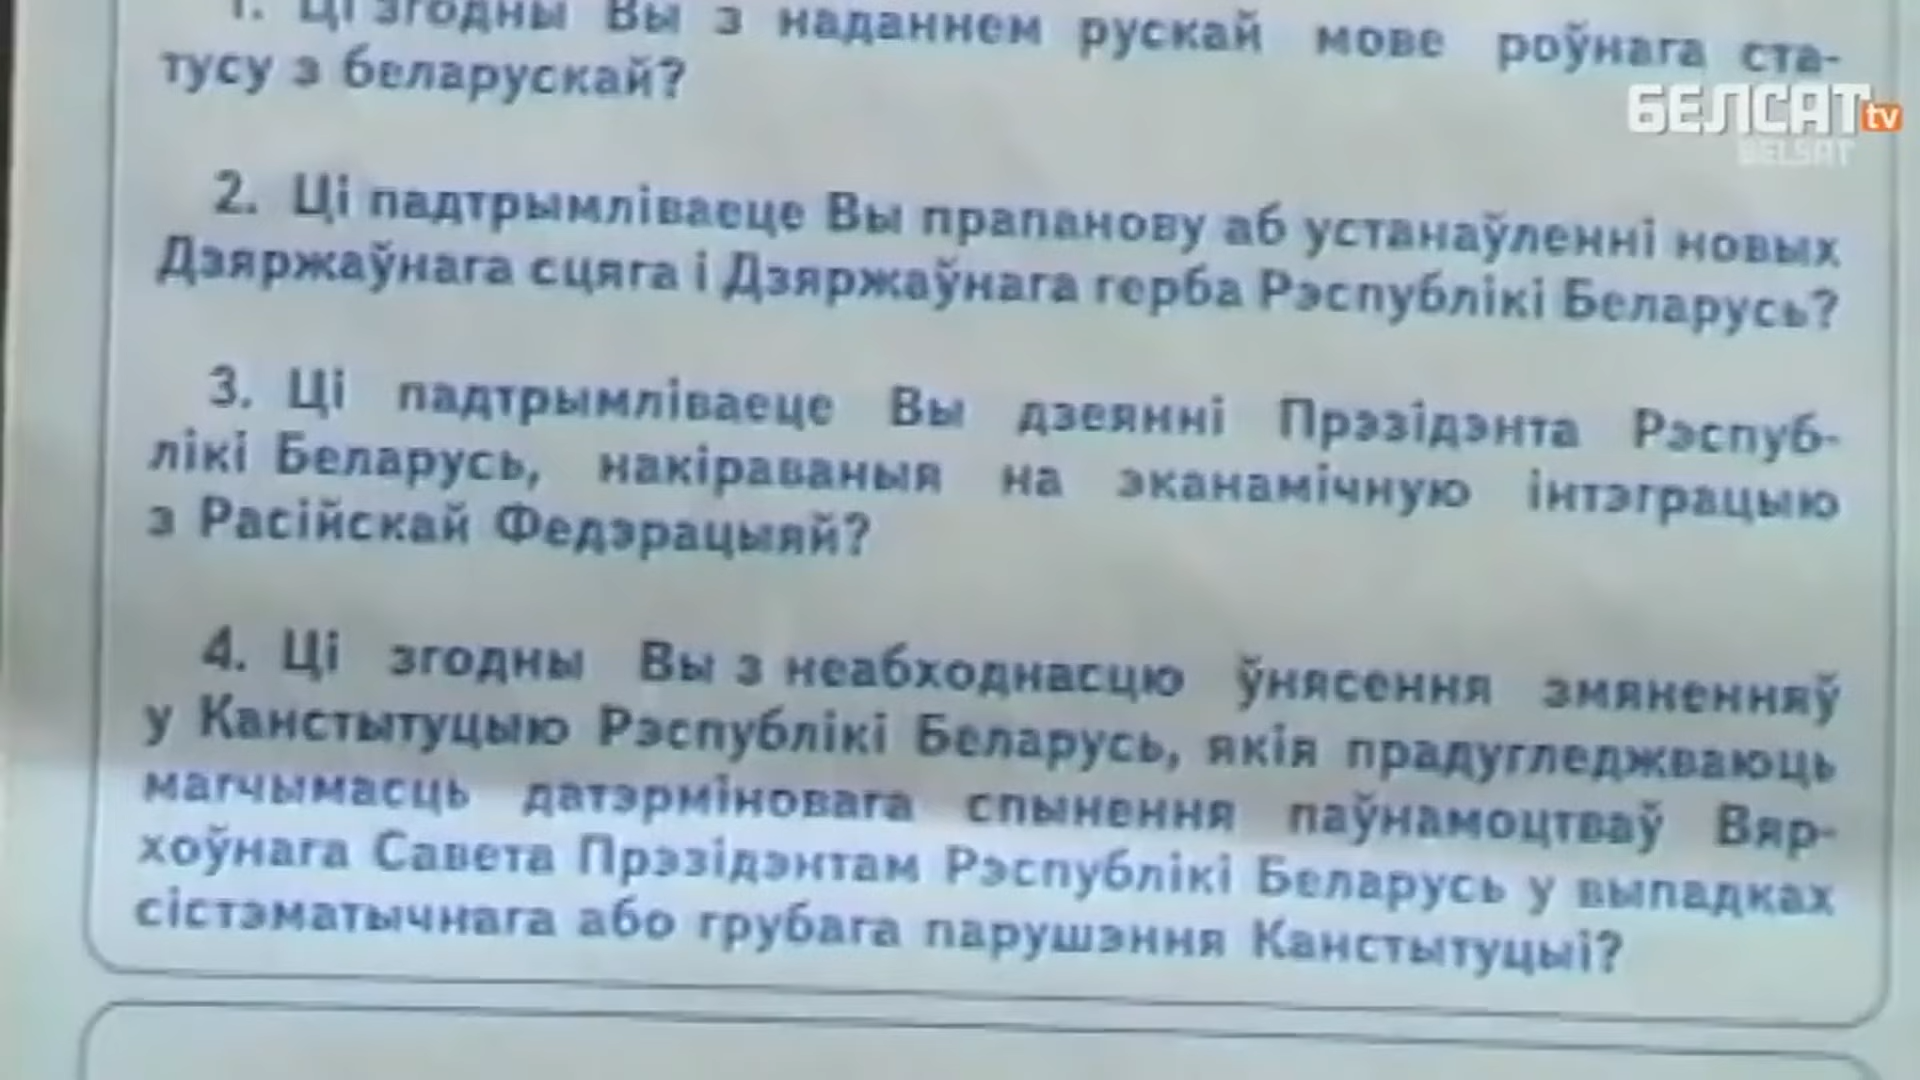 1. Ці згодны Вы з наданнем рускай мове роўнага ста-
тусу з беларускай?
БЕЛСАТ tv
BELSAT
2. Ці падтрымліваеце Вы прапанову аб устанаўленні новых
Дзяржаўнага сцяга і Дзяржаўнага герба Рэспублікі Беларусь?
3. Ці падтрымліваеце Вы дзеянні Прэзідэнта Рэспуб-
лікі Беларусь, накіраваныя на эканамічную інтэграцыю
з Расійскай Федэрацыяй?
4. Ці згодны Вы з неабходнасцю ўнясення змяненняў
у Канстытуцыю Рэспублікі Беларусь, якія прадугледжваюць
магчымасць датэрміновага спынення паўнамоцтваў Вяр-
хоўнага Савета Прэзідэнтам Рэспублікі Беларусь у выпадках
сістэматычнага або грубага парушэння Канстытуцыі?